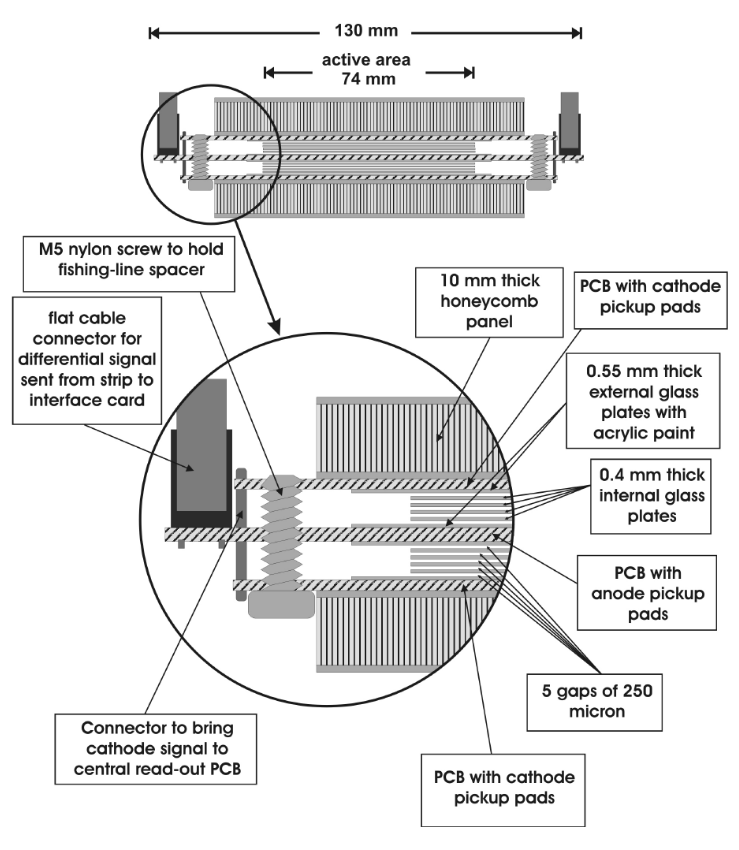 130 mm
active area
74 mm
M5 nylon screw to hold
fishing-line spacer
flat cable
connector for
differential signal
sent from strip to
interface card
10 mm thick
honeycomb
panel
PCB with cathode
pickup pads
0.55 mm thick
external glass
plates with
acrylic paint
0.4 mm thick
internal glass
plates
PCB with
anode pickup
pads
5 gaps of 250
micron
Connector to bring
cathode signal to
central read-out PCB
PCB with cathode
pickup pads